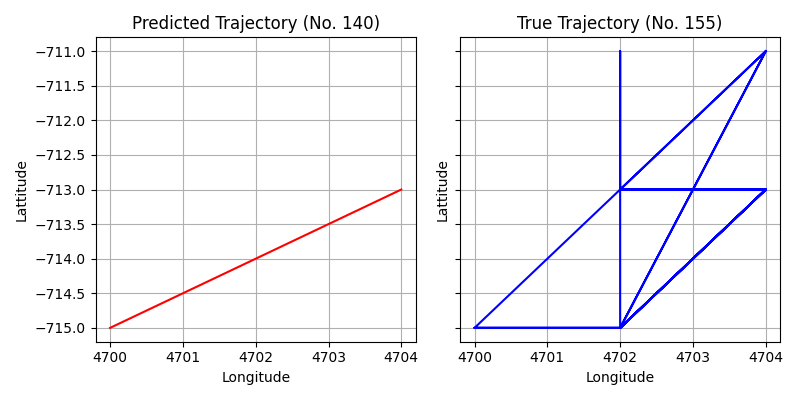 Predicted Trajectory (No. 140)
True Trajectory (No. 155)
Lattitude
−711.0
−711.5
−712.0
−712.5
−713.0
−713.5
−714.0
−714.5
−715.0
4700 4701 4702 4703 4704
Longitude
Lattitude
4700 4701 4702 4703 4704
Longitude